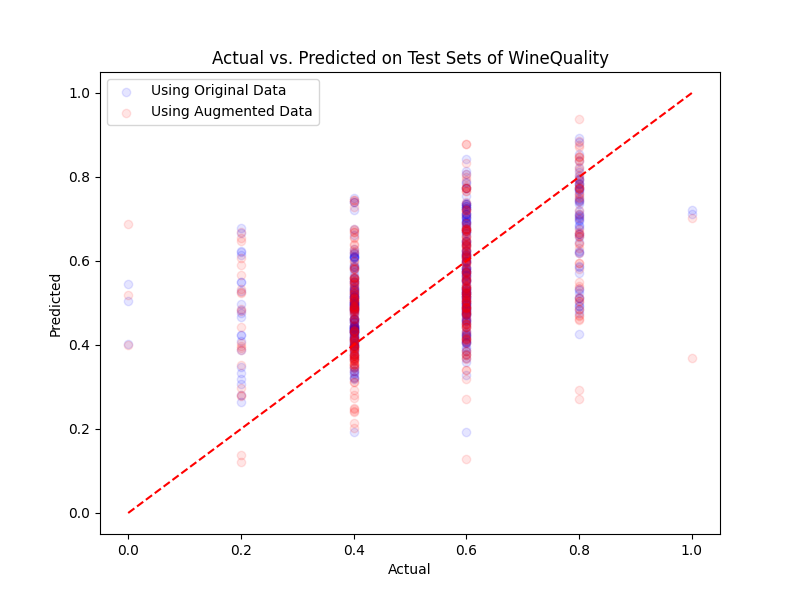 Actual vs. Predicted on Test Sets of WineQuality
Using Original Data
Using Augmented Data
1.0
0.8
0.6
0.4
0.2
0.0
Predicted
0.0 0.2 0.4 0.6 0.8 1.0
Actual